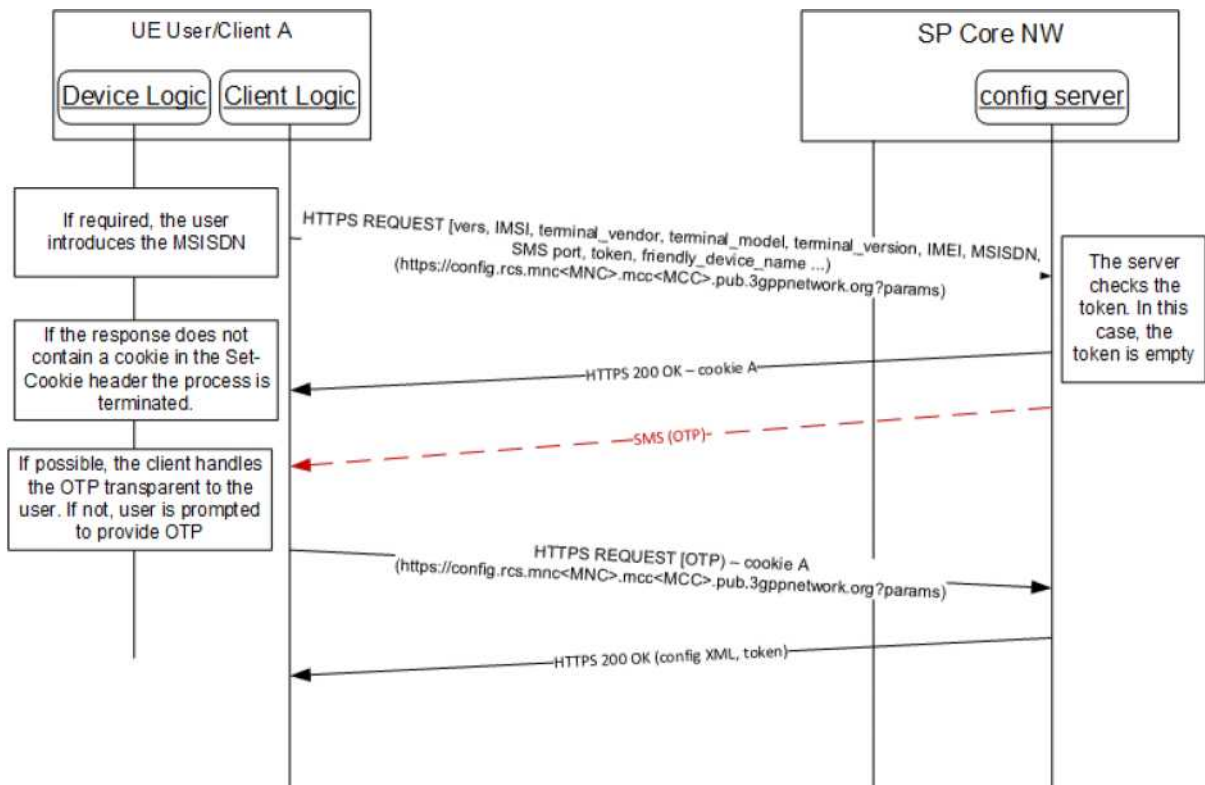 UE User/Client A
SP Core NW
Device Logic
Client Logic
config server
If required, the user
introduces the MSISDN
HTTPS REQUEST [vers, IMSI, terminal_vendor, terminal_model, terminal_version, IMEI, MSISDN,
SMS port, token, friendly_device_name ...)
(https://config.rcs.mnc<MNC>.mcc<MCC>.pub.3gppnetwork.org?params)
The server
checks the
token. In this
case, the
token is empty
If the response does not
contain a cookie in the Set-
Cookie header the process is
terminated.
HTTPS 200 OK – cookie A
SMS (OTP)
If possible, the client handles
the OTP transparent to the
user. If not, user is prompted
to provide OTP
HTTPS REQUEST [OTP) – cookie A
(https://config.rcs.mnc<MNC>.mcc<MCC>.pub.3gppnetwork.org?params)
HTTPS 200 OK (config XML, token)